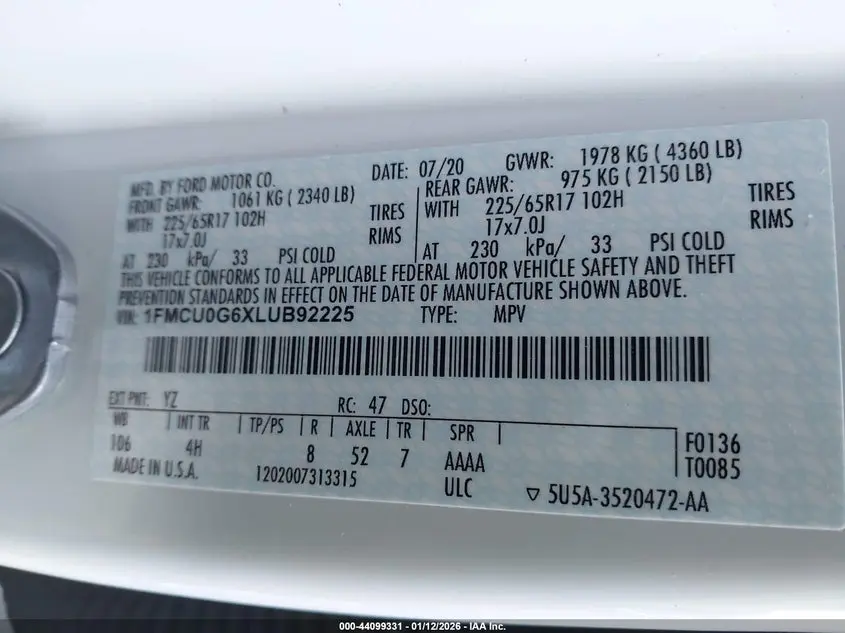 MFD. BY FORD MOTOR CO.
DATE: 07/20 GVWR: 1978 KG ( 4360 LB)
FRONT GAWR: 1061 KG ( 2340 LB)
WITH 225/65R17 102H TIRES
17x7.0J RIMS
AT 230 kPa/ 33 PSI COLD
REAR GAWR: 975 KG ( 2150 LB)
WITH 225/65R17 102H TIRES
17x7.0J RIMS
AT 230 kPa/ 33 PSI COLD
THIS VEHICLE CONFORMS TO ALL APPLICABLE FEDERAL MOTOR VEHICLE SAFETY AND THEFT
PREVENTION STANDARDS IN EFFECT ON THE DATE OF MANUFACTURE SHOWN ABOVE.
VIN: 1FMCU0G6XLUB92225 TYPE: MPV
EXT PNT: YZ RC: 47 DSO:
WB INT TR TP/PS R AXLE TR SPR
106 4H 8 52 7 AAAA
F0136
T0085
MADE IN U.S.A. 1202007313315 ULC
5U5A-3520472-AA
000-44099331 - 01/12/2026 - IAA Inc.